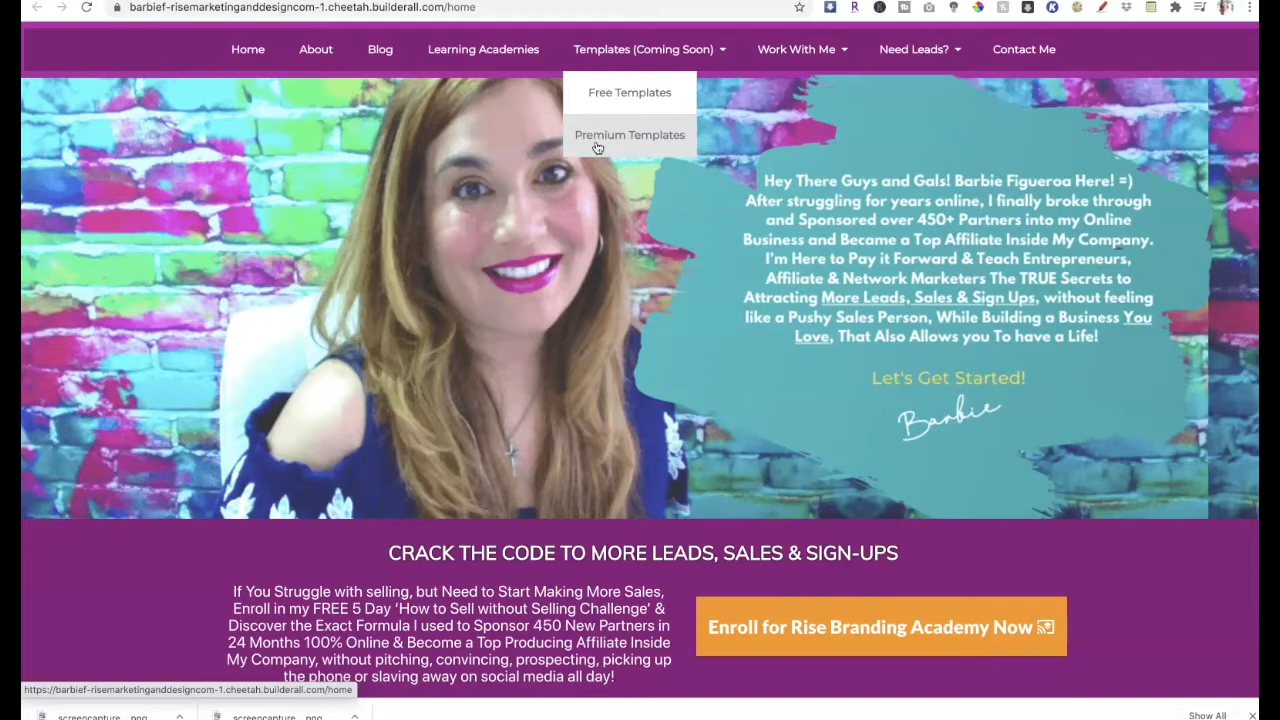 barbief-risemarketinganddesigncom-1.cheetah.builderall.com/home
Home About Blog Learning Academies Templates (Coming Soon) Work With Me Need Leads? Contact Me
Free Templates
Premium Templates
Hey There Guys and Gals! Barbie Figueroa Here! =)
After struggling for years online, I finally broke through
and Sponsored over 450+ Partners into my Online
Business and Became a Top Affiliate Inside My Company.
I'm Here to Pay it Forward & Teach Entrepreneurs,
Affiliate & Network Marketers The TRUE Secrets to
Attracting More Leads, Sales & Sign Ups, without feeling
like a Pushy Sales Person, While Building a Business You
Love, That Also Allows you To have a Life!
Let's Get Started!
Barbie
CRACK THE CODE TO MORE LEADS, SALES & SIGN-UPS
If You Struggle with selling, but Need to Start Making More Sales,
Enroll in my FREE 5 Day ‘How to Sell without Selling Challenge’ &
Discover the Exact Formula I used to Sponsor 450 New Partners in
24 Months 100% Online & Become a Top Producing Affiliate Inside
My Company, without pitching, convincing, prospecting, picking up
the phone or slaving away on social media all day!
Enroll for Rise Branding Academy Now
https://barbief-risemarketinganddesigncom-1.cheetah.builderall.com/home
screencapture....png screencapture....png Show All